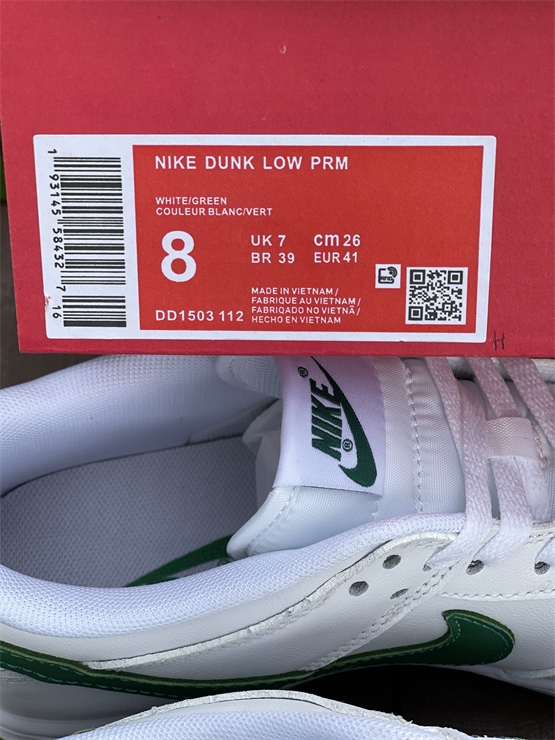 NIKE DUNK LOW PRM
WHITE/GREEN
COULEUR BLANC/VERT
8
UK 7 cm 26
BR 39 EUR 41
MADE IN VIETNAM /
FABRIQUE AU VIETNAM /
FABRIQADO NO VIETNÃ /
HECHO EN VIETNAM
DD1503 112
1 93145 58432 7 16
H
NIKE®
®